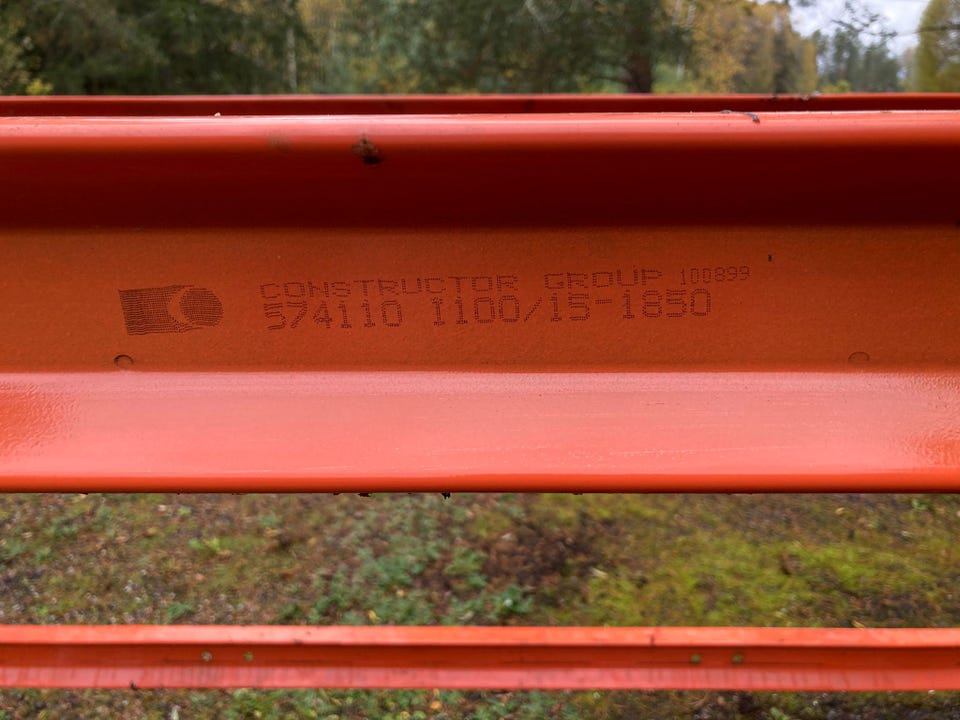 CONSTRUCTOR GROUP 100899
574110 1100/15-1850